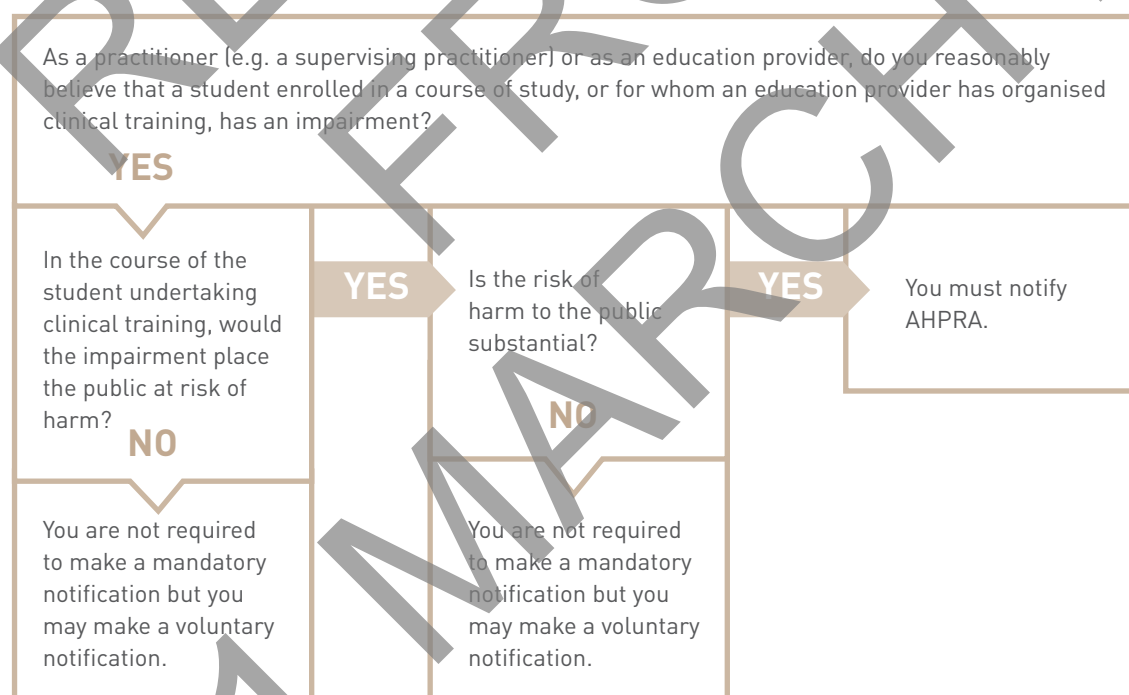 As a practitioner (e.g. a supervising practitioner) or as an education provider, do you reasonably
believe that a student enrolled in a course of study, or for whom an education provider has organised
clinical training, has an impairment?
YES
In the course of the
student undertaking
clinical training, would
the impairment place
the public at risk of
harm?
NO
You are not required
to make a mandatory
notification but you
may make a voluntary
notification.
YES
Is the risk of
harm to the public
substantial?
NO
You are not required
to make a mandatory
notification but you
may make a voluntary
notification.
YES
You must notify
AHPRA.
MARCH